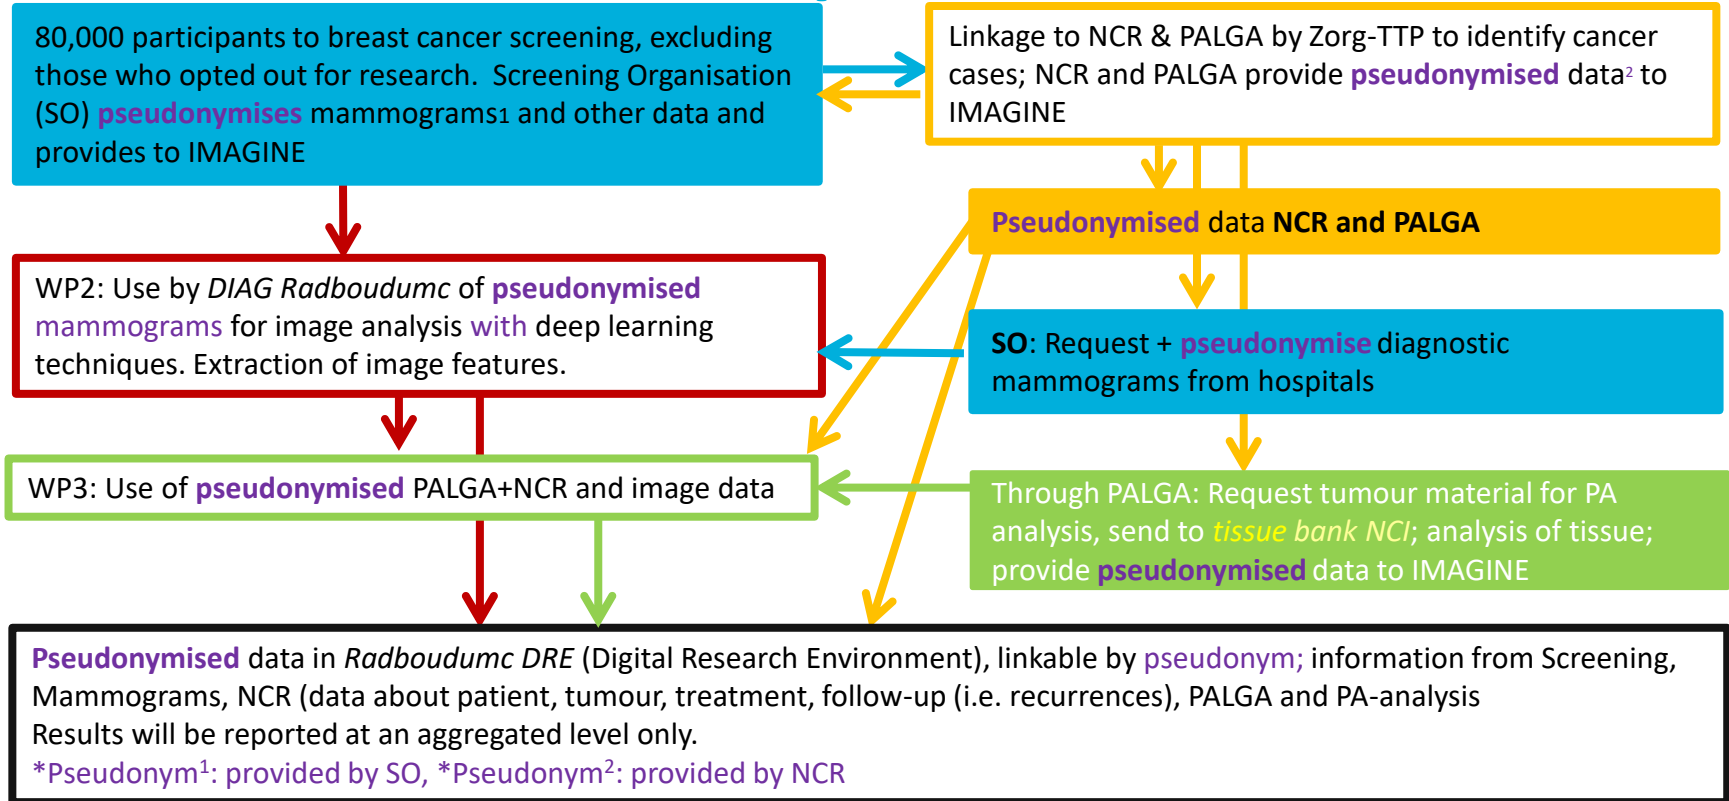 80,000 participants to breast cancer screening, excluding
those who opted out for research.  Screening Organisation
(SO) pseudonymises mammograms1 and other data and
provides to IMAGINE
Linkage to NCR & PALGA by Zorg-TTP to identify cancer
cases; NCR and PALGA provide pseudonymised data² to
IMAGINE
Pseudonymised data NCR and PALGA
WP2: Use by DIAG Radboudumc of pseudonymised
mammograms for image analysis with deep learning
techniques. Extraction of image features.
SO: Request + pseudonymise diagnostic
mammograms from hospitals
WP3: Use of pseudonymised PALGA+NCR and image data
Through PALGA: Request tumour material for PA
analysis, send to tissue bank NCI; analysis of tissue;
provide pseudonymised data to IMAGINE
Pseudonymised data in Radboudumc DRE (Digital Research Environment), linkable by pseudonym; information from Screening,
Mammograms, NCR (data about patient, tumour, treatment, follow-up (i.e. recurrences), PALGA and PA-analysis
Results will be reported at an aggregated level only.
*Pseudonym¹: provided by SO, *Pseudonym²: provided by NCR